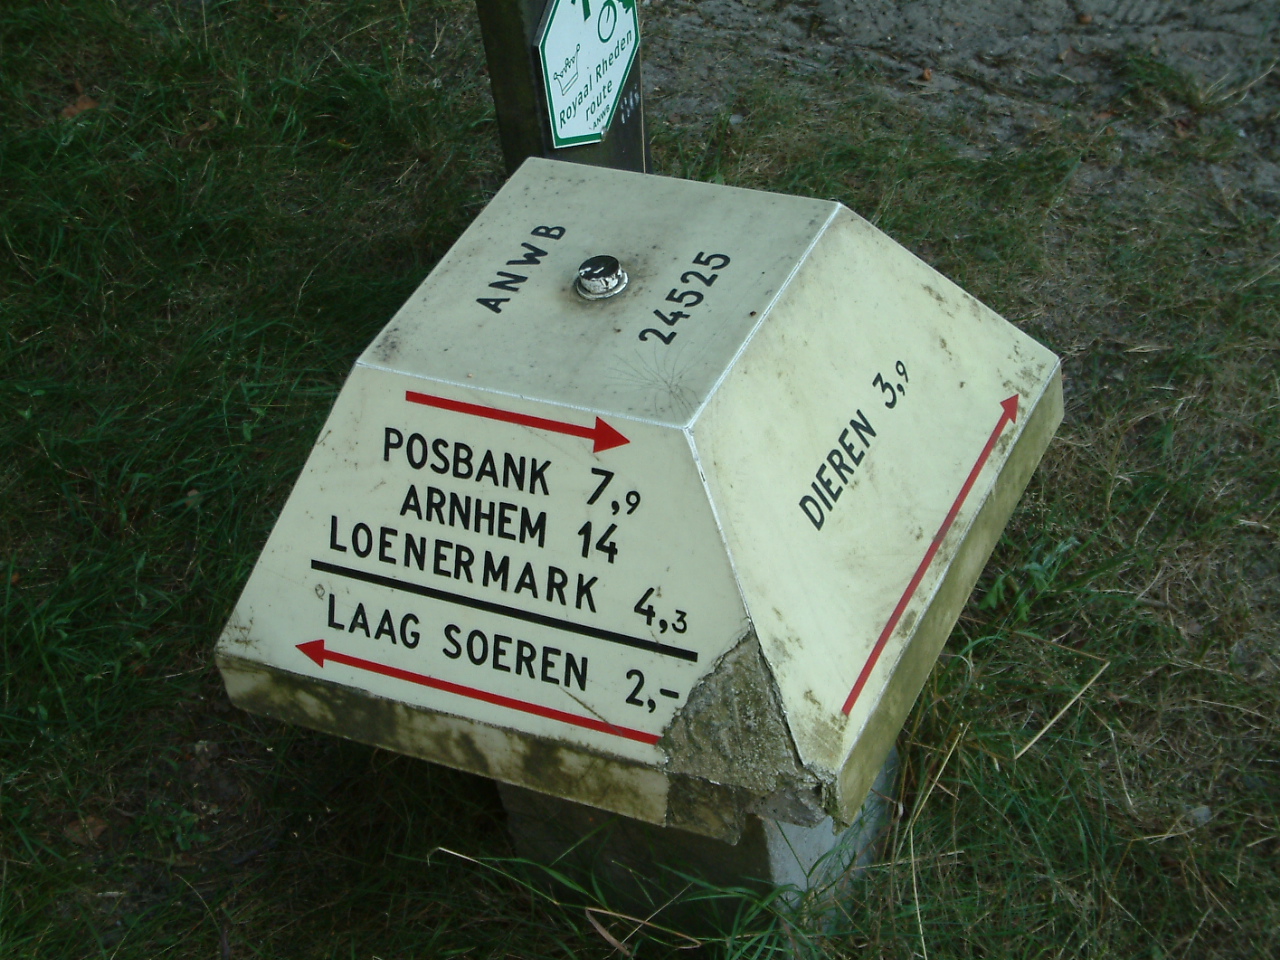 Royaal Rheden
route
ANWB
ANWB
24525
POSBANK 7,9
ARNHEM 14
LOENERMARK 4,3
LAAG SOEREN 2,-
DIEREN 3,9